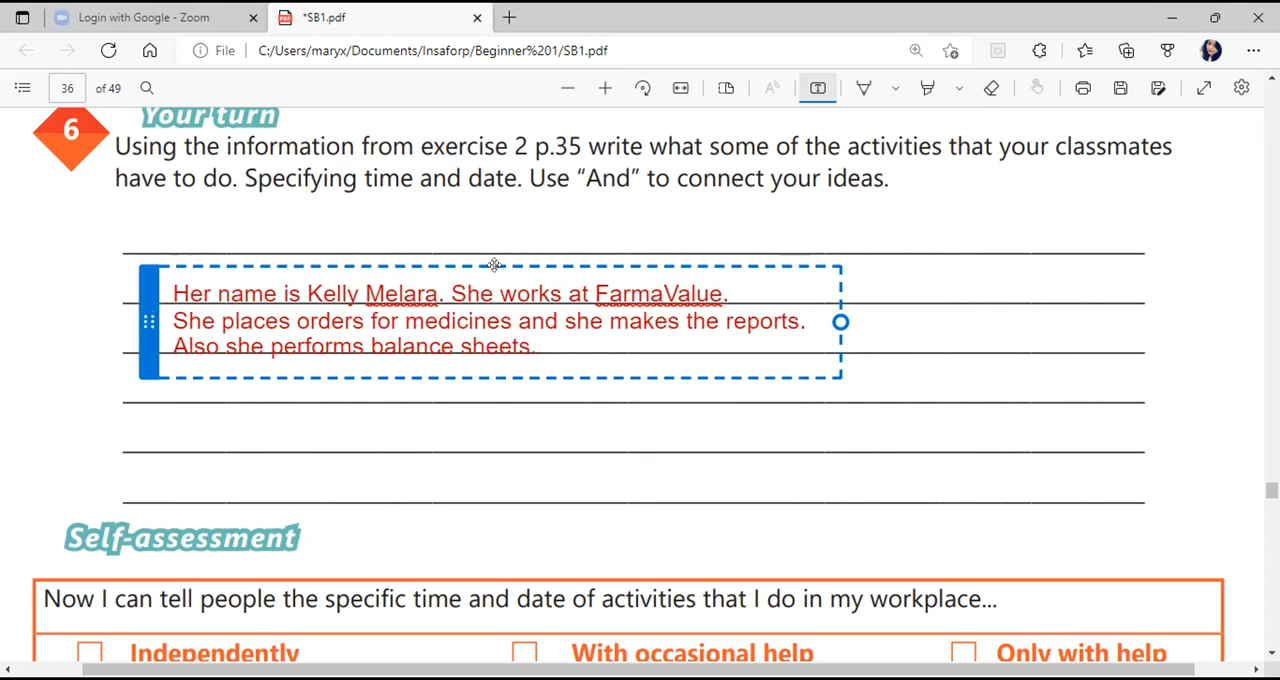 Login with Google - Zoom
*SB1.pdf
File
C:/Users/maryx/Documents/Insaforp/Beginner%201/SB1.pdf
36 of 49
Your turn
6
Using the information from exercise 2 p.35 write what some of the activities that your classmates
have to do. Specifying time and date. Use “And” to connect your ideas.
Her name is Kelly Melara. She works at FarmaValue.
She places orders for medicines and she makes the reports.
Also she performs balance sheets.
Self-assessment
Now I can tell people the specific time and date of activities that I do in my workplace...
Independently
With occasional help
Only with help